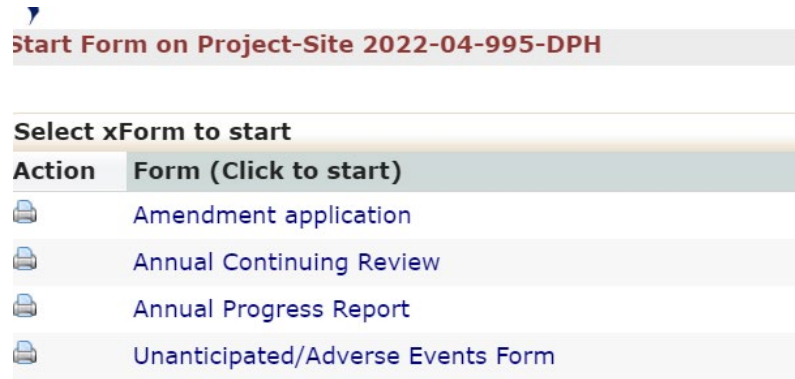 Start Form on Project-Site 2022-04-995-DPH
Select xForm to start
Action Form (Click to start)
Amendment application
Annual Continuing Review
Annual Progress Report
Unanticipated/Adverse Events Form